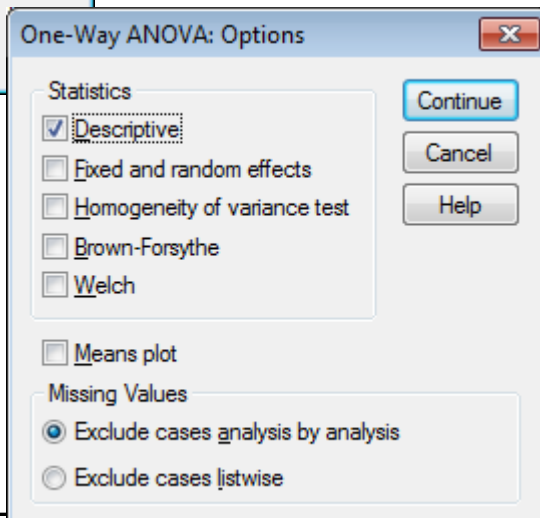 One-Way ANOVA: Options
Statistics
Descriptive
Fixed and random effects
Homogeneity of variance test
Brown-Forsythe
Welch
Continue
Cancel
Help
Means plot
Missing Values
Exclude cases analysis by analysis
Exclude cases listwise